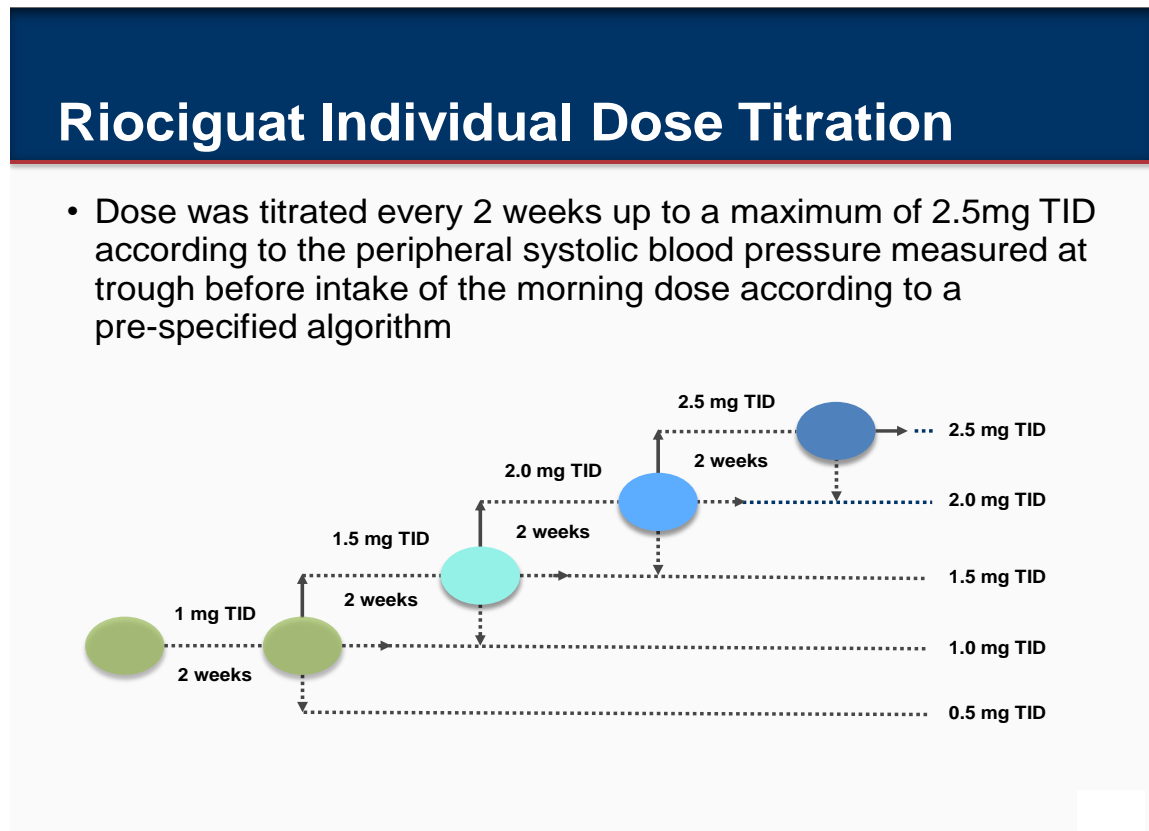 Riociguat Individual Dose Titration
• Dose was titrated every 2 weeks up to a maximum of 2.5mg TID
according to the peripheral systolic blood pressure measured at
trough before intake of the morning dose according to a
pre-specified algorithm
2.5 mg TID
2.5 mg TID
2 weeks
2.0 mg TID
2.0 mg TID
2 weeks
1.5 mg TID
1.5 mg TID
2 weeks
1 mg TID
1.0 mg TID
2 weeks
0.5 mg TID